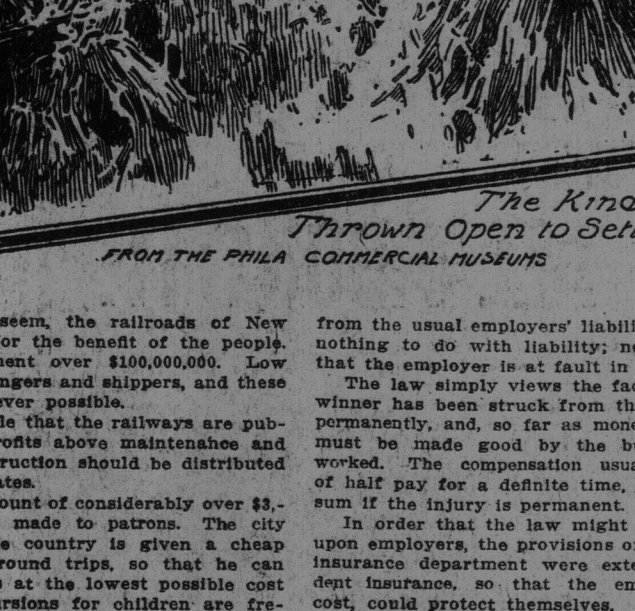 The Kind
Thrown Open to Set
FROM THE PHILA COMMERCIAL MUSEUMS
seem, the railroads of New
or the benefit of the people.
ment over $100,000,000. Low
ngers and shippers, and these
ever possible.
le that the railways are pub-
rofits above maintenance and
ruction should be distributed
ates.
ount of considerably over $3,-
made to patrons. The city
e country is given a cheap
round trips, so that he can
s at the lowest possible cost
ursions for children are fre-
from the usual employers' liabili
nothing to do with liability; ne
that the employer is at fault in
The law simply views the fac
winner has been struck from th
permanently, and, so far as mone
must be made good by the bu
worked. The compensation usua
of half pay for a definite time,
sum if the injury is permanent.
In order that the law might
upon employers, the provisions o
insurance department were exte
dent insurance, so that the em
cost, could protect themselves.